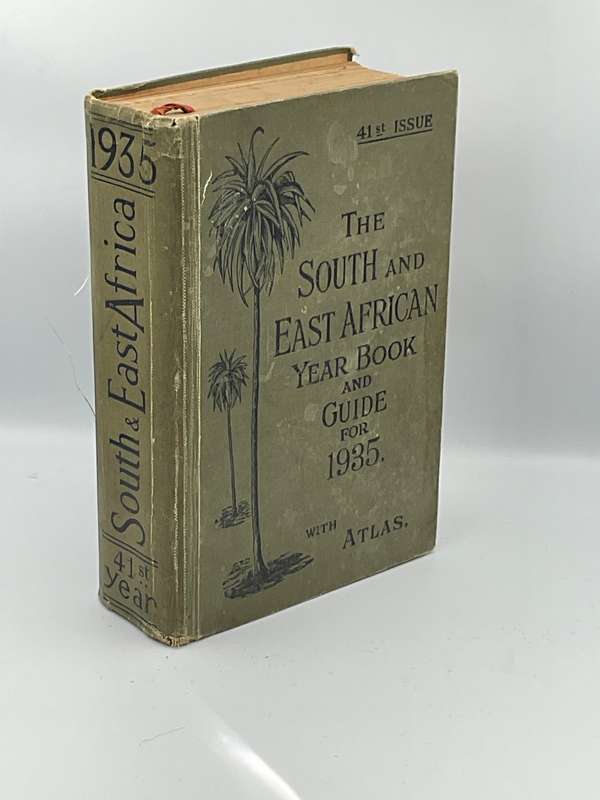 1935
South & East Africa
41st
year
41st ISSUE
THE
SOUTH AND
EAST AFRICAN
YEAR BOOK
AND
GUIDE
FOR
1935.
WITH ATLAS.